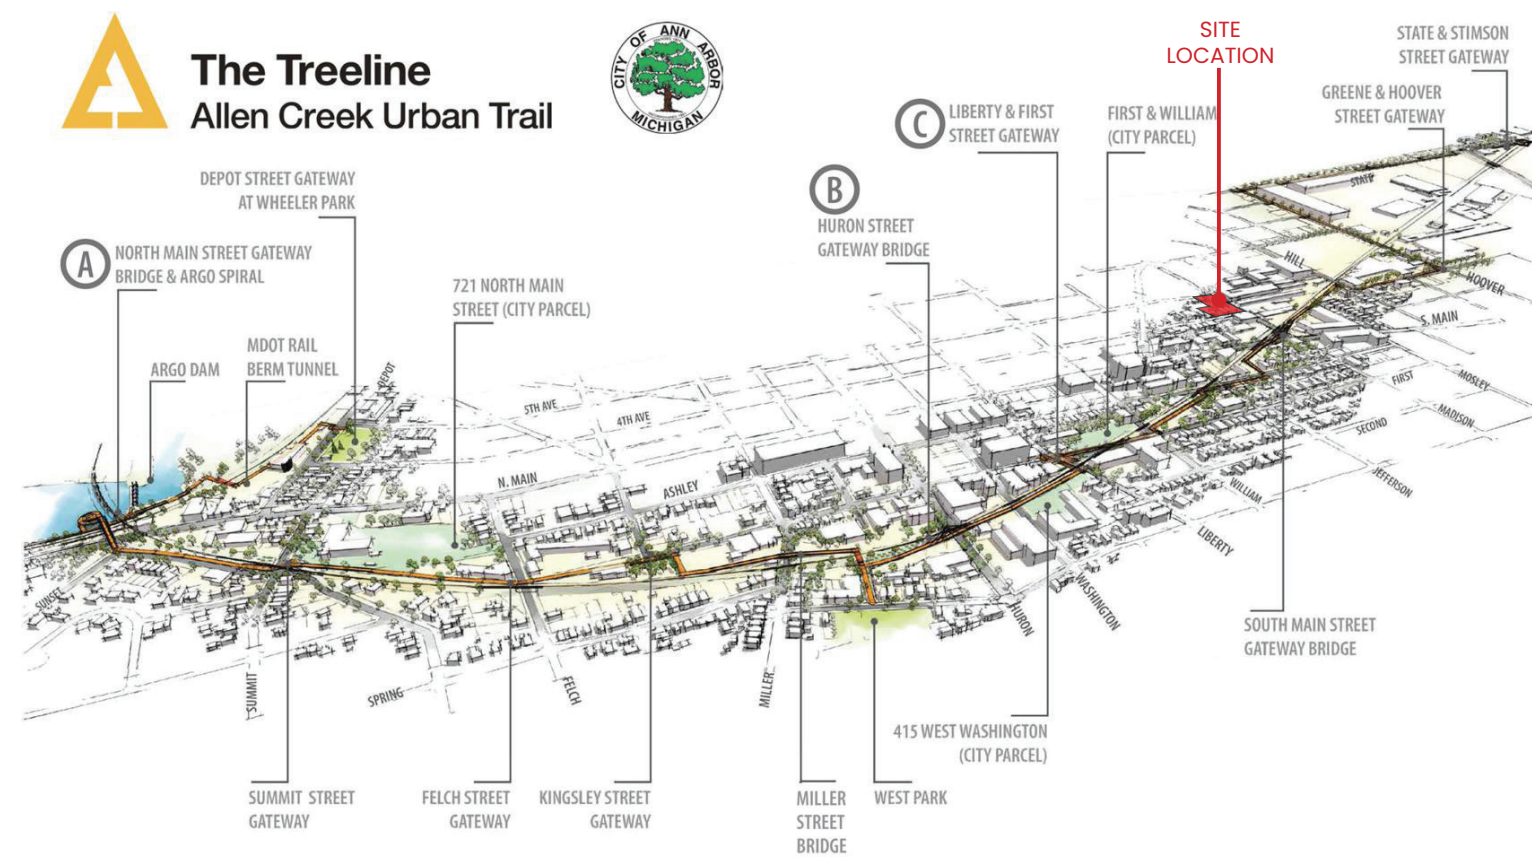 The Treeline
Allen Creek Urban Trail
CITY OF ANN ARBOR
MICHIGAN
SITE
LOCATION
STATE & STIMSON
STREET GATEWAY
GREENE & HOOVER
STREET GATEWAY
C
LIBERTY & FIRST
STREET GATEWAY
FIRST & WILLIAM
(CITY PARCEL)
B
HURON STREET
GATEWAY BRIDGE
DEPOT STREET GATEWAY
AT WHEELER PARK
A
NORTH MAIN STREET GATEWAY
BRIDGE & ARGO SPIRAL
721 NORTH MAIN
STREET (CITY PARCEL)
ARGO DAM
MDOT RAIL
BERM TUNNEL
DEPOT
STATE
HILL
HOOVER
S. MAIN
5TH AVE
4TH AVE
N. MAIN
ASHLEY
FIRST
MOSLEY
SECOND
MADISON
WILLIAM
JEFFERSON
LIBERTY
WASHINGTON
HURON
SUNSET
SUMMIT
SPRING
FELCH
MILLER
SOUTH MAIN STREET
GATEWAY BRIDGE
415 WEST WASHINGTON
(CITY PARCEL)
SUMMIT STREET
GATEWAY
FELCH STREET
GATEWAY
KINGSLEY STREET
GATEWAY
MILLER
STREET
BRIDGE
WEST PARK